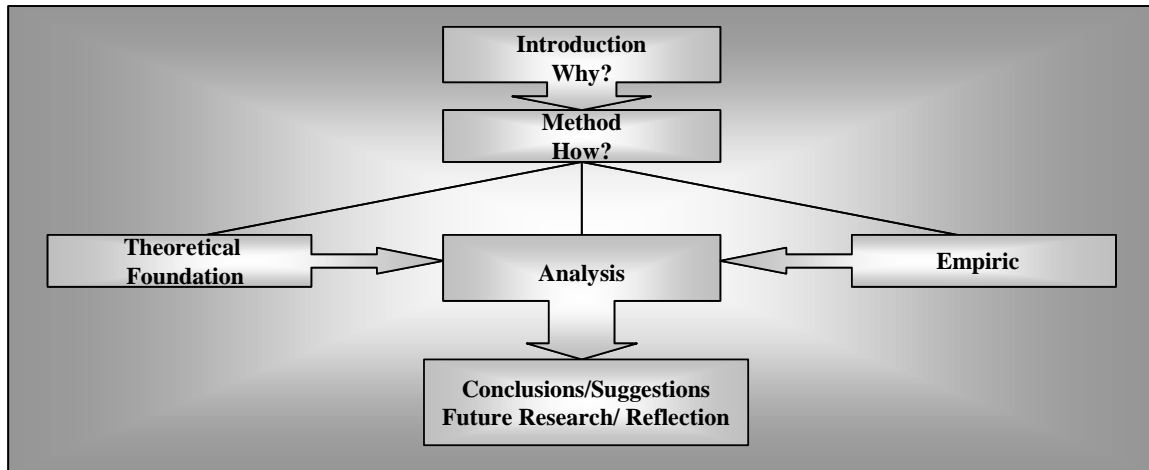 Introduction
Why?
Method
How?
Theoretical
Foundation
Analysis
Empiric
Conclusions/Suggestions
Future Research/ Reflection